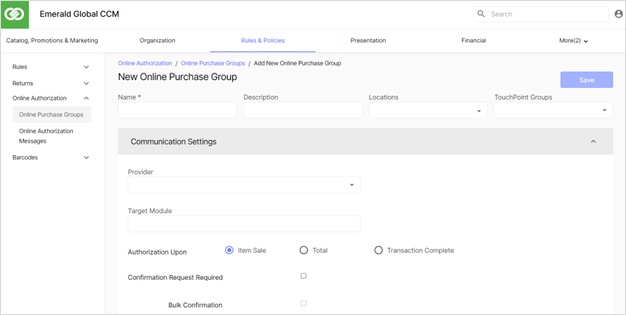 Emerald Global CCM
Search
Catalog, Promotions & Marketing
Organization
Rules & Policies
Presentation
Financial
More(2)
Rules
Returns
Online Authorization
Online Purchase Groups
Online Authorization
Messages
Barcodes
Online Authorization / Online Purchase Groups / Add New Online Purchase Group
New Online Purchase Group
Save
Name *
Description
Locations
TouchPoint Groups
Communication Settings
Provider
Target Module
Authorization Upon
Item Sale
Total
Transaction Complete
Confirmation Request Required
Bulk Confirmation